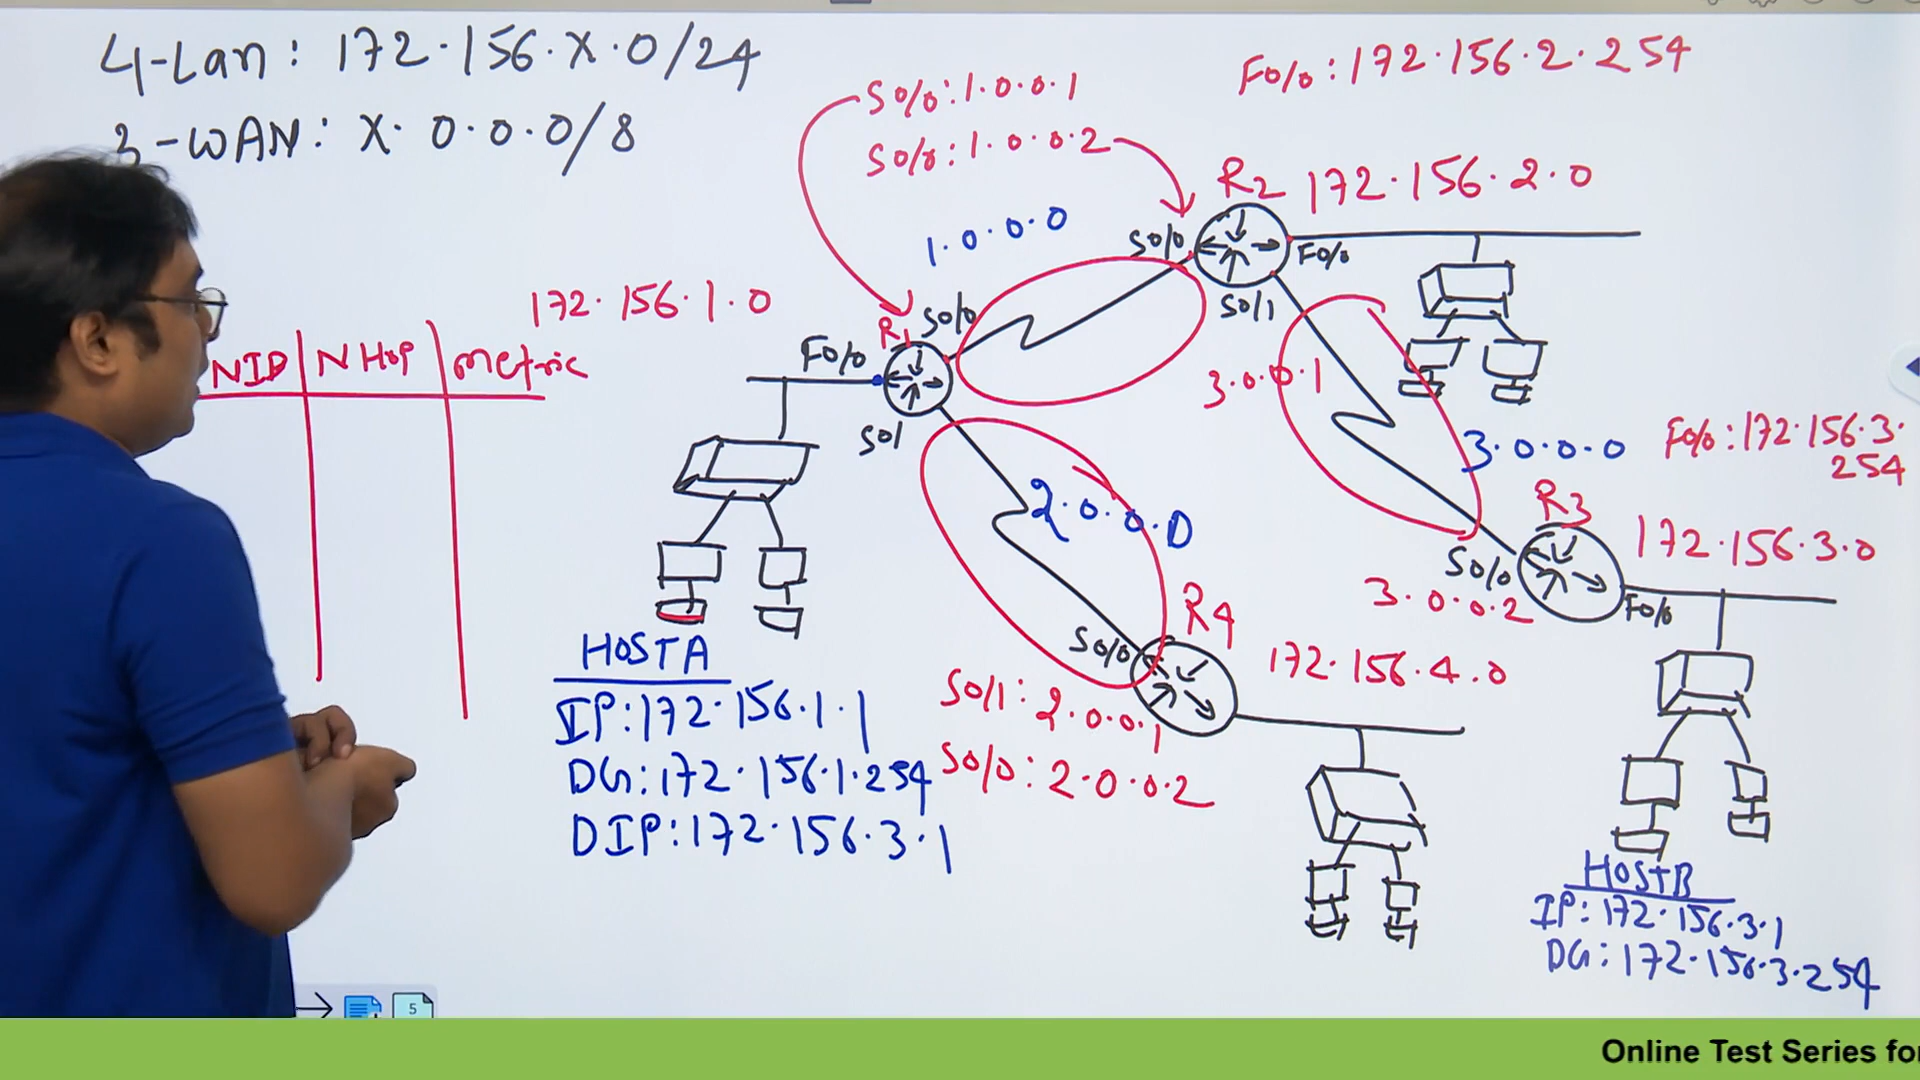 4-Lan: 172.156.X.0/24
3-WAN: X.0.0.0/8
S0/0:1.0.0.1
S0/0:1.0.0.2
F0/0:172.156.2.254
R2 172.156.2.0
1.0.0.0
S0/0
F0/0
S0/1
172.156.1.0
R1 S0/0
F0/0
S01
NID NHop Metric
3.0.0.1
3.0.0.0
F0/0:172.156.3.
254
R3
172.156.3.0
S0/0
3.0.0.2
F0/0
2.0.0.0
R4
S0/0
172.156.4.0
S0/1: 2.0.0.1
S0/0: 2.0.0.2
HOSTA
IP:172.156.1.1
DG:172.156.1.254
DIP:172.156.3.1
HOSTB
IP:172.156.3.1
DG:172.156.3.254
5
Online Test Series for